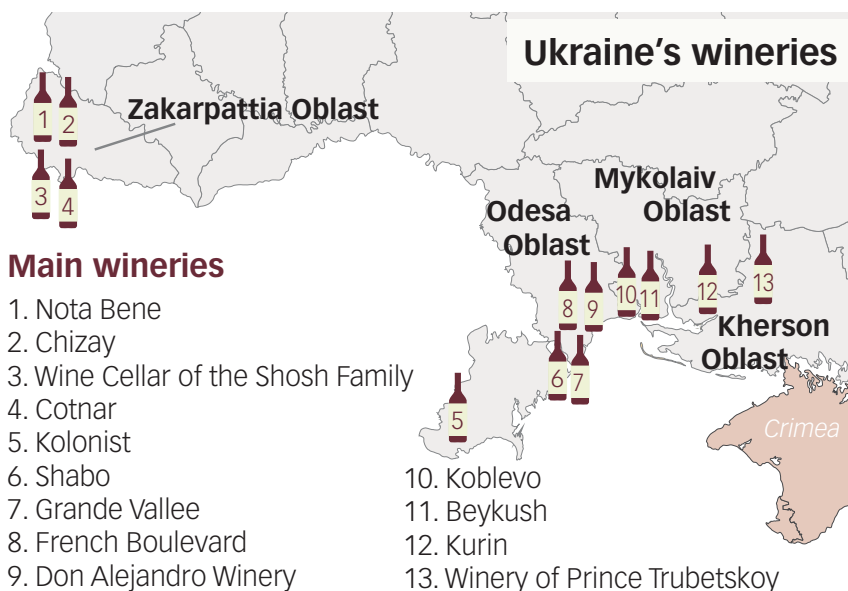 Ukraine's wineries
Zakarpattia Oblast
1
2
3
4
Mykolaiv
Oblast
Odesa
Oblast
8
9
10
11
12
13
Kherson
Oblast
6
7
5
Crimea
Main wineries
1. Nota Bene
2. Chizay
3. Wine Cellar of the Shosh Family
4. Cotnar
5. Kolonist
6. Shabo
7. Grande Vallee
8. French Boulevard
9. Don Alejandro Winery
10. Koblevo
11. Beykush
12. Kurin
13. Winery of Prince Trubetskoy